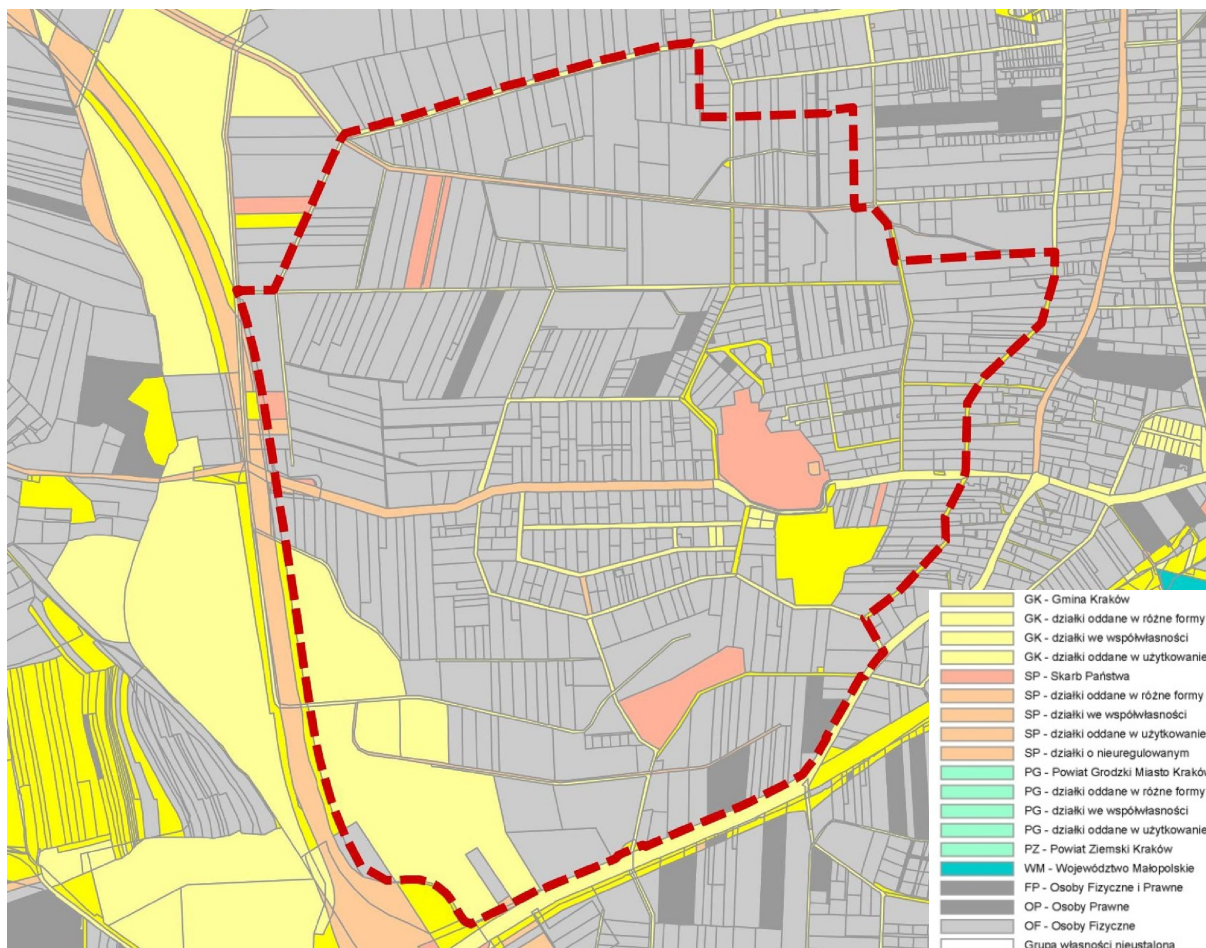 GK - Gmina Kraków
GK - działki oddane w różne formy
GK - działki we współwłasności
GK - działki oddane w użytkowanie
SP - Skarb Państwa
SP - działki oddane w różne formy
SP - działki we współwłasności
SP - działki oddane w użytkowanie
SP - działki o nieuregulowanym
PG - Powiat Grodzki Miasto Kraków
PG - działki oddane w różne formy
PG - działki we współwłasności
PG - działki oddane w użytkowanie
PZ - Powiat Ziemski Kraków
WM - Województwo Małopolskie
FP - Osoby Fizyczne i Prawne
OP - Osoby Prawne
OF - Osoby Fizyczne
Grupa własności nieustalona